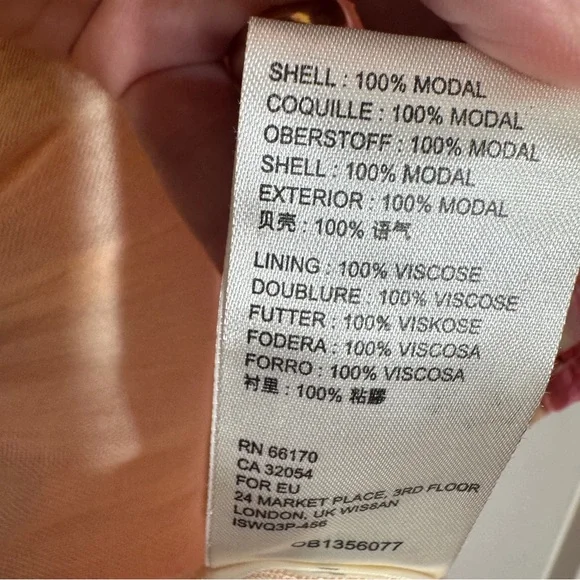 SHELL : 100% MODAL
COQUILLE : 100% MODAL
OBERSTOFF : 100% MODAL
SHELL : 100% MODAL
EXTERIOR : 100% MODAL
贝壳 : 100% 语气
LINING : 100% VISCOSE
DOUBLURE : 100% VISCOSE
FUTTER : 100% VISKOSE
FODERA : 100% VISCOSA
FORRO : 100% VISCOSA
衬里 : 100% 粘膠
RN 66170
CA 32054
FOR EU
24 MARKET PLACE, 3RD FLOOR
LONDON, UK WISSAN
ISWQ3P-456
OB1356077